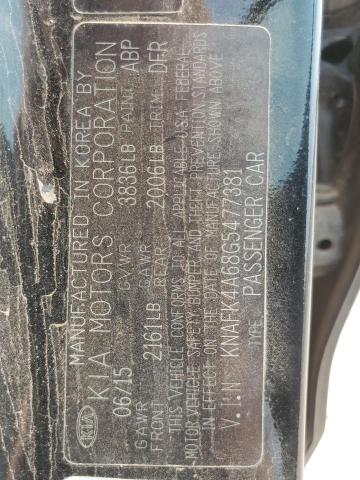 KIA
MANUFACTURED IN KOREA BY
KIA MOTORS CORPORATION
06/15 GVWR 3836LB PAINT ABP
GAWR FRONT 2161LB GAWR REAR 2006LB TRIM DFR
THIS VEHICLE CONFORMS TO ALL APPLICABLE U.S.A. FEDERAL
MOTOR VEHICLE SAFETY BUMPER AND THEFT PREVENTION STANDARDS
IN EFFECT ON THE DATE OF MANUFACTURE SHOWN ABOVE
V.I.N KNAFK4A68G5477381
TYPE PASSENGER CAR